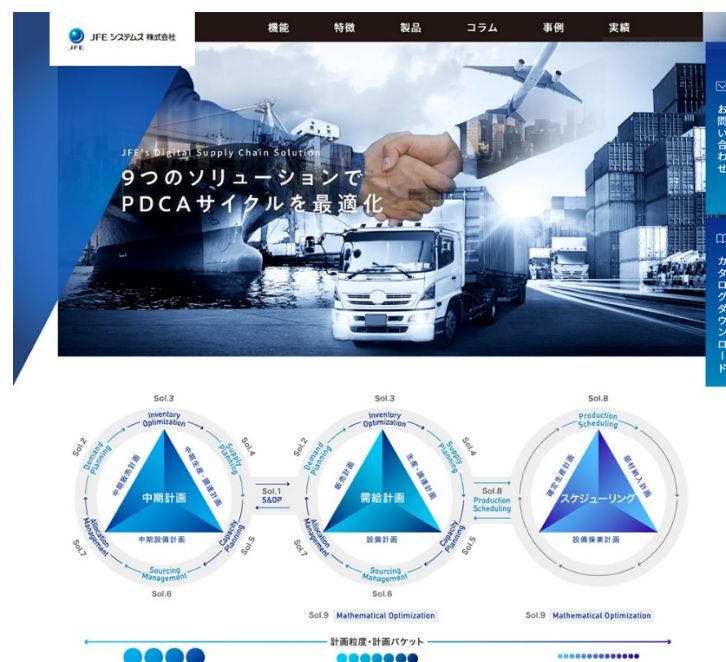 JFE
JFE システムズ 株式会社
機能
特徴
製品
コラム
事例
実績
お問い合わせ
カタログダウンロード
JFE's Digital Supply Chain Solution
9つのソリューションで
PDCAサイクルを最適化
Sol.3
Inventory
Optimization
Sol.2
Demand
Planning
Sol.4
Supply
Planning
中期販売計画
中期生産・調達計画
中期計画
中期設備計画
Allocation
Management
Sol.7
Capacity
Planning
Sol.5
Sourcing
Management
Sol.6
Sol.1
S&OP
Sol.3
Inventory
Optimization
Sol.2
Demand
Planning
Sol.4
Supply
Planning
販売計画
生産・調達計画
需給計画
設備計画
Allocation
Management
Sol.7
Capacity
Planning
Sol.5
Sourcing
Management
Sol.6
Sol.8
Production
Scheduling
Sol.8
Production
Scheduling
確定生産計画
部材納入計画
スケジューリング
設備操業計画
Sol.9 Mathematical Optimization
Sol.9 Mathematical Optimization
計画粒度・計画バケット